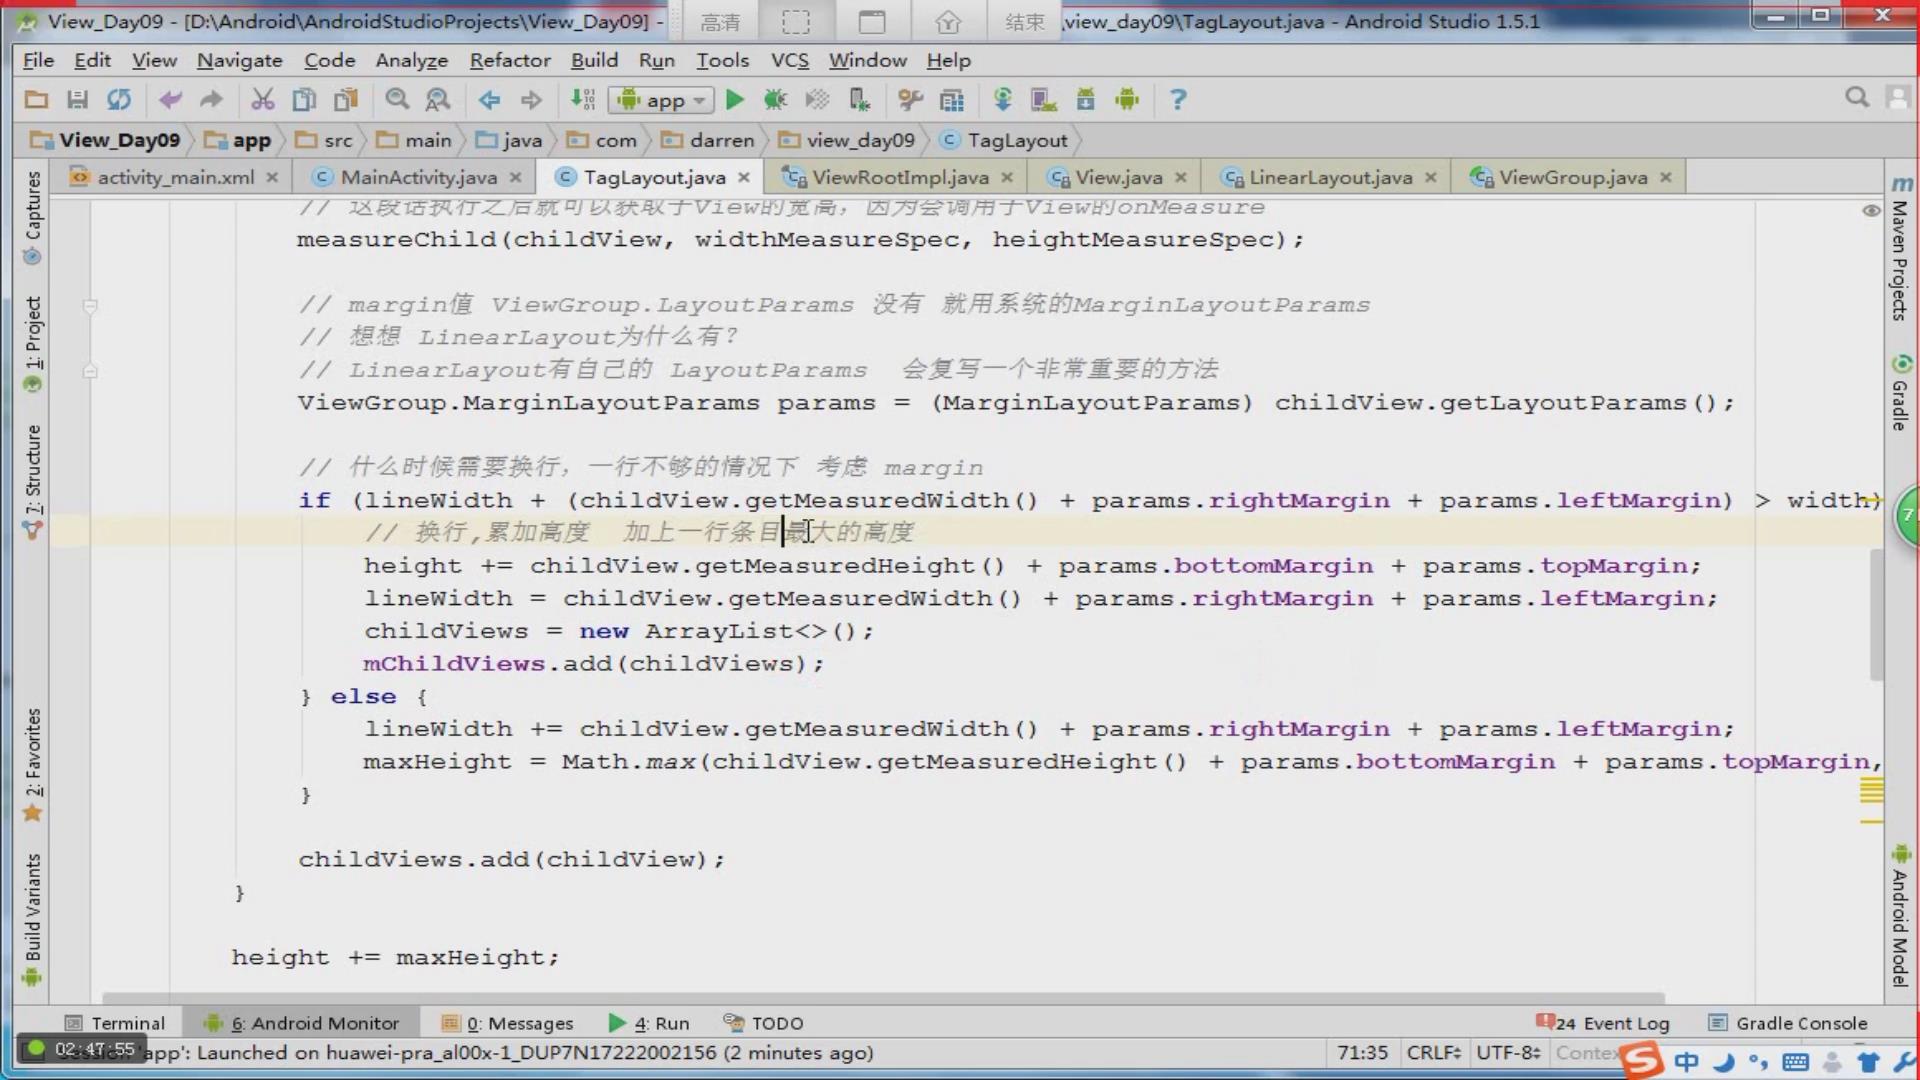 View_Day09 - [D:\Android\AndroidStudioProjects\View_Day09] -
高清
结束
\view_day09\TagLayout.java - Android Studio 1.5.1
File Edit View Navigate Code Analyze Refactor Build Run Tools VCS Window Help
app
View_Day09 app src main java com darren view_day09 TagLayout
activity_main.xml MainActivity.java TagLayout.java ViewRootImpl.java View.java LinearLayout.java ViewGroup.java
// 这段话执行之后就可以获取子View的宽高，因为会调用子View的onMeasure
measureChild(childView, widthMeasureSpec, heightMeasureSpec);
// margin值 ViewGroup.LayoutParams 没有 就用系统的MarginLayoutParams
// 想想 LinearLayout为什么有？
// LinearLayout有自己的 LayoutParams 会复写一个非常重要的方法
ViewGroup.MarginLayoutParams params = (MarginLayoutParams) childView.getLayoutParams();
// 什么时候需要换行，一行不够的情况下 考虑 margin
if (lineWidth + (childView.getMeasuredWidth() + params.rightMargin + params.leftMargin) > width)
// 换行,累加高度 加上一行条目最大的高度
height += childView.getMeasuredHeight() + params.bottomMargin + params.topMargin;
lineWidth = childView.getMeasuredWidth() + params.rightMargin + params.leftMargin;
childViews = new ArrayList<>();
mChildViews.add(childViews);
} else {
lineWidth += childView.getMeasuredWidth() + params.rightMargin + params.leftMargin;
maxHeight = Math.max(childView.getMeasuredHeight() + params.bottomMargin + params.topMargin,
}
childViews.add(childView);
}
height += maxHeight;
Captures
1: Project
7: Structure
2: Favorites
Build Variants
m
Maven Projects
Gradle
7
Android Model
Terminal 6: Android Monitor 0: Messages 4: Run TODO 24 Event Log Gradle Console
02:47:55
'app': Launched on huawei-pra_al00x-1_DUP7N17222002156 (2 minutes ago) 71:35 CRLF UTF-8 Contex
S 中